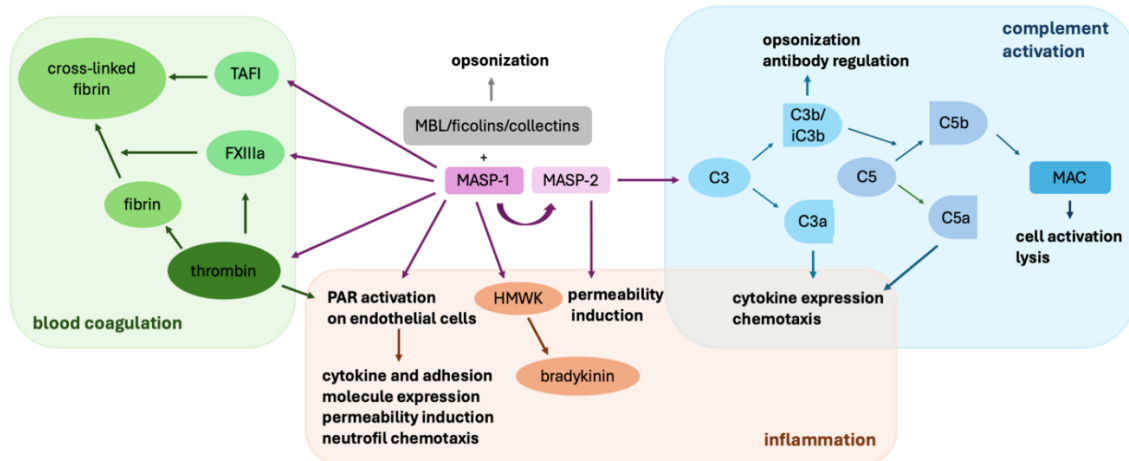 complement
activation
opsonization
antibody regulation
opsonization
cross-linked
fibrin
TAFI
C3b/
iC3b
C5b
MBL/ficolins/collectins
+
FXIIIa
MASP-1
MASP-2
C3
C5
MAC
fibrin
C3a
C5a
cell activation
lysis
thrombin
blood coagulation
PAR activation
on endothelial cells
HMWK
permeability
induction
cytokine expression
chemotaxis
bradykinin
cytokine and adhesion
molecule expression
permeability induction
neutrofil chemotaxis
inflammation